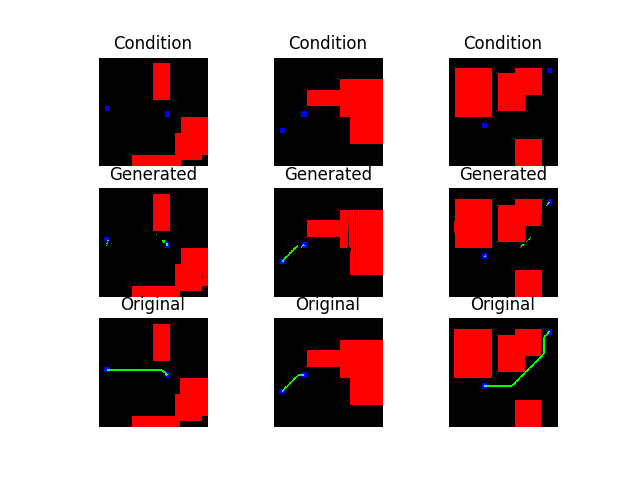 Condition Condition Condition
Generated Generated Generated
Original Original Original